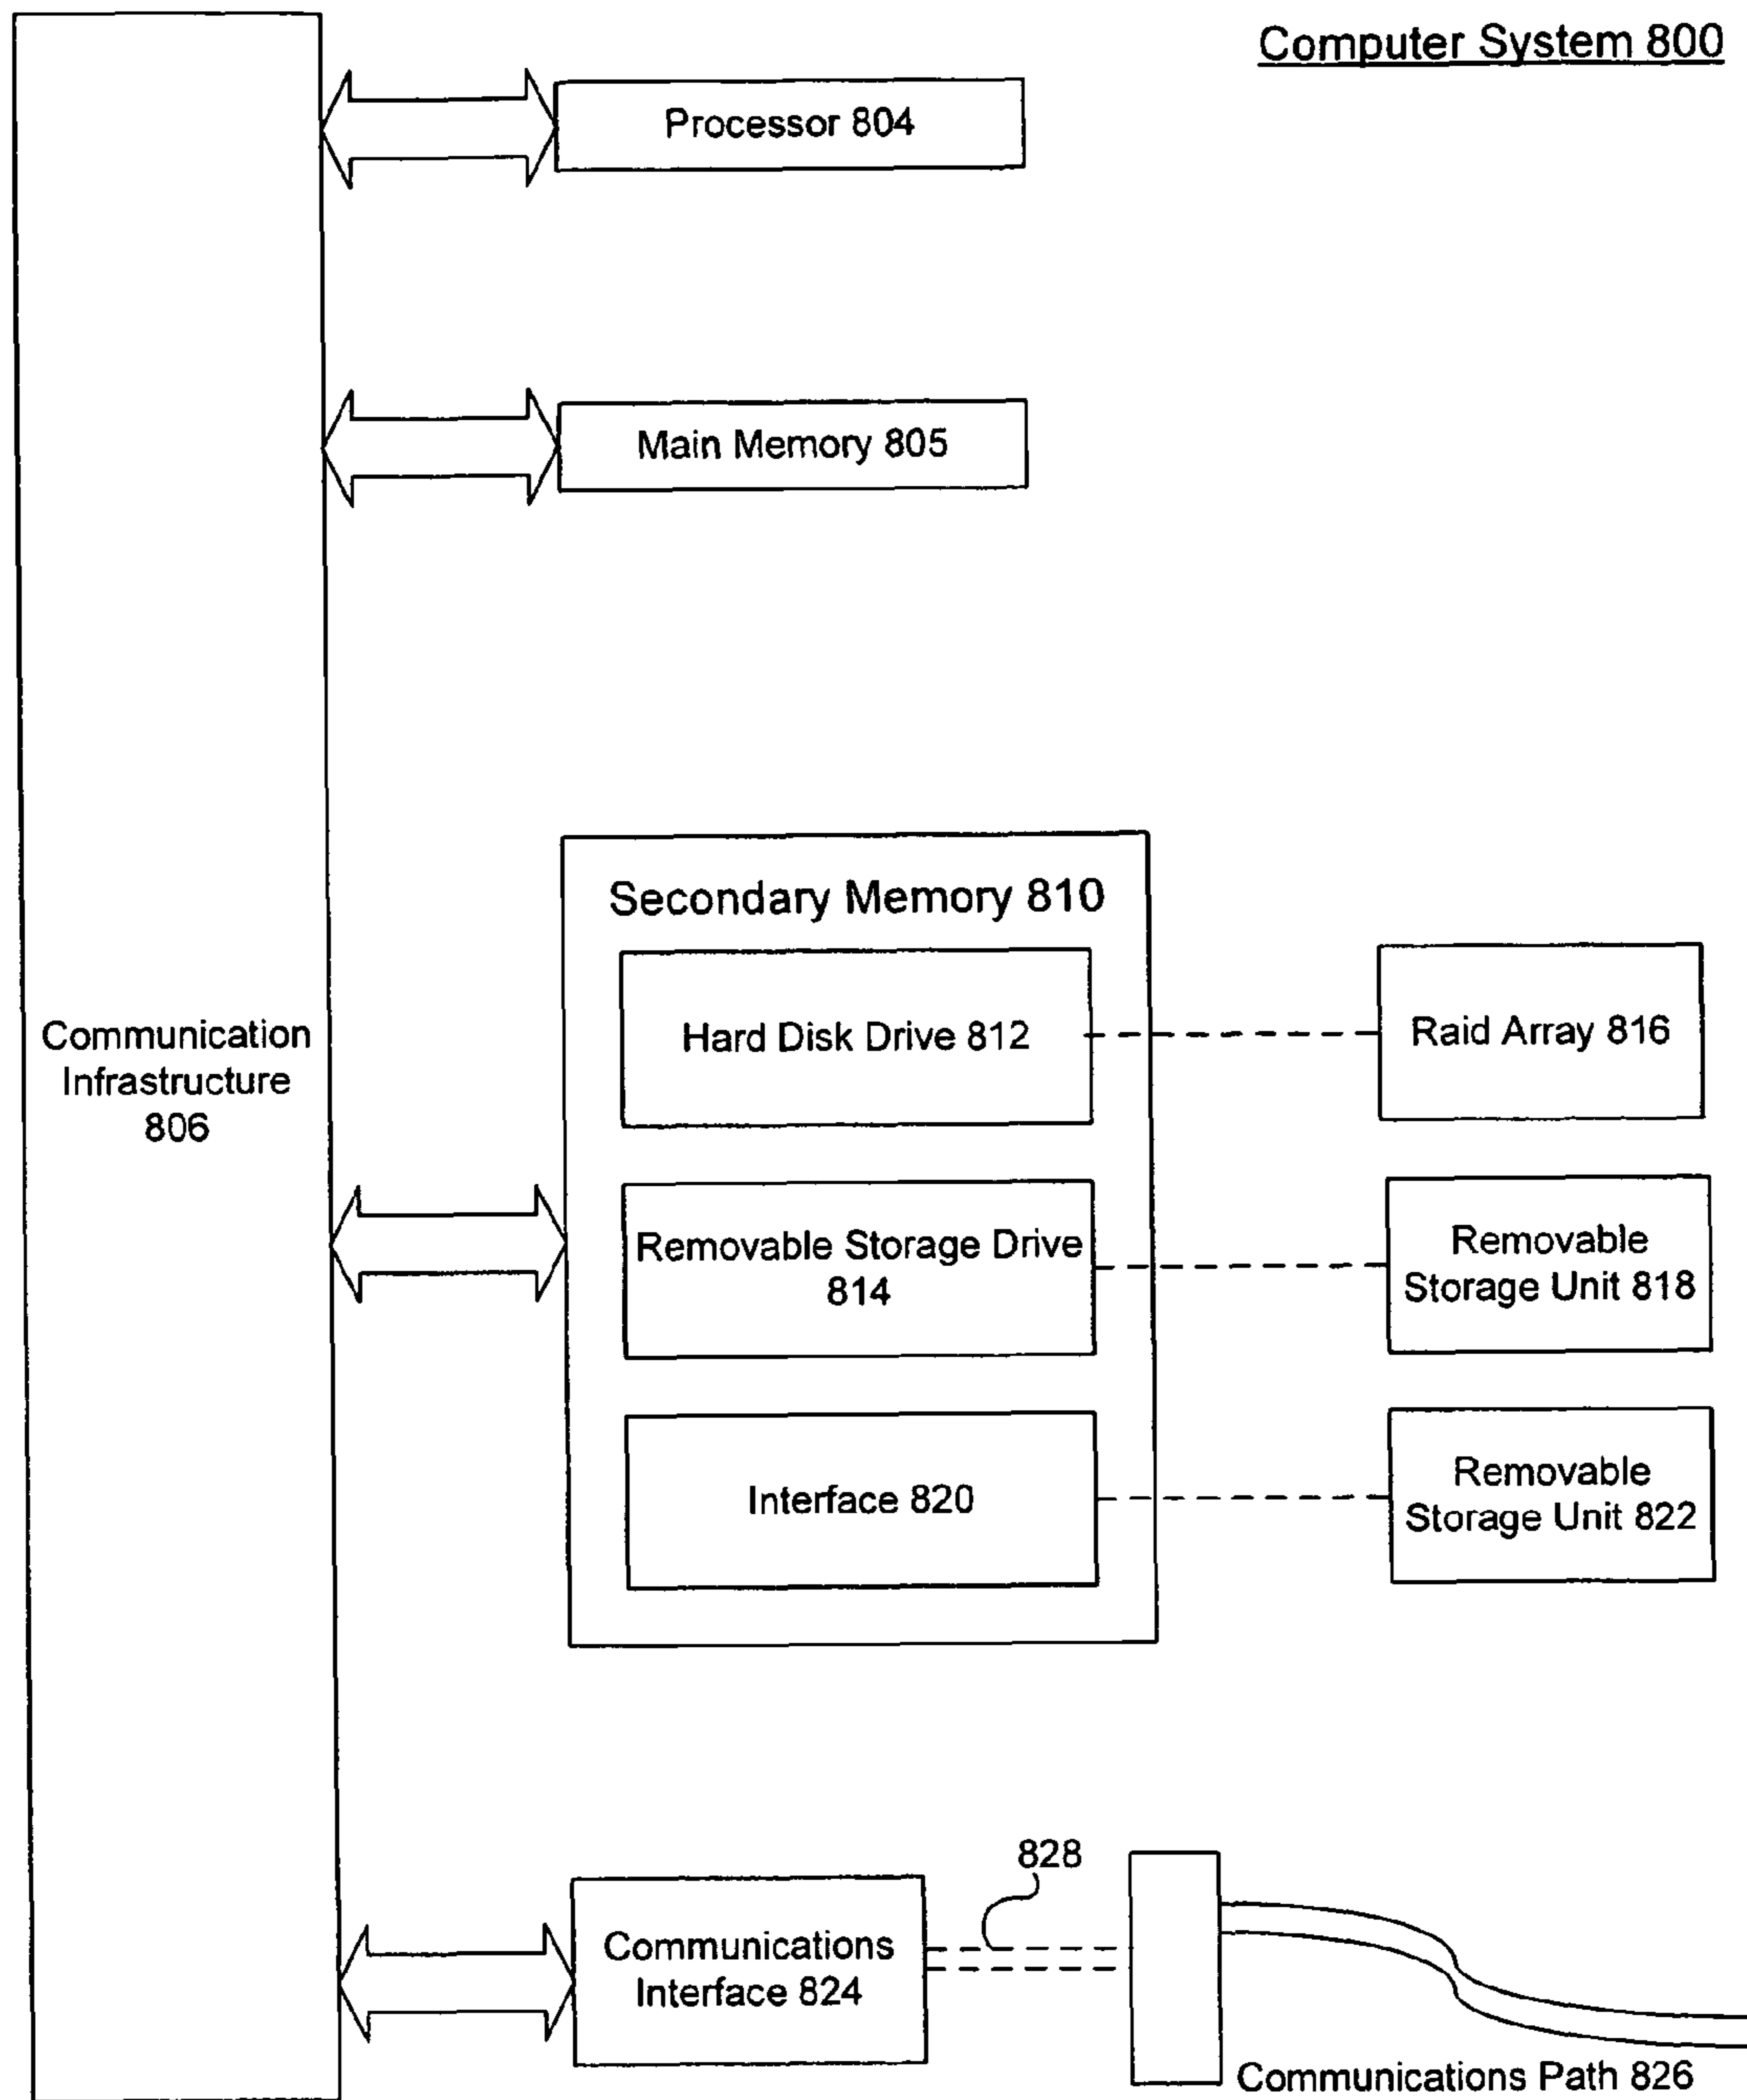 Computer System 800
Processor 804
Main Memory 805
Secondary Memory 810
Hard Disk Drive 812
Raid Array 816
Communication
Infrastructure
806
Removable Storage Drive
814
Removable
Storage Unit 818
Interface 820
Removable
Storage Unit 822
828
Communications
Interface 824
Communications Path 826